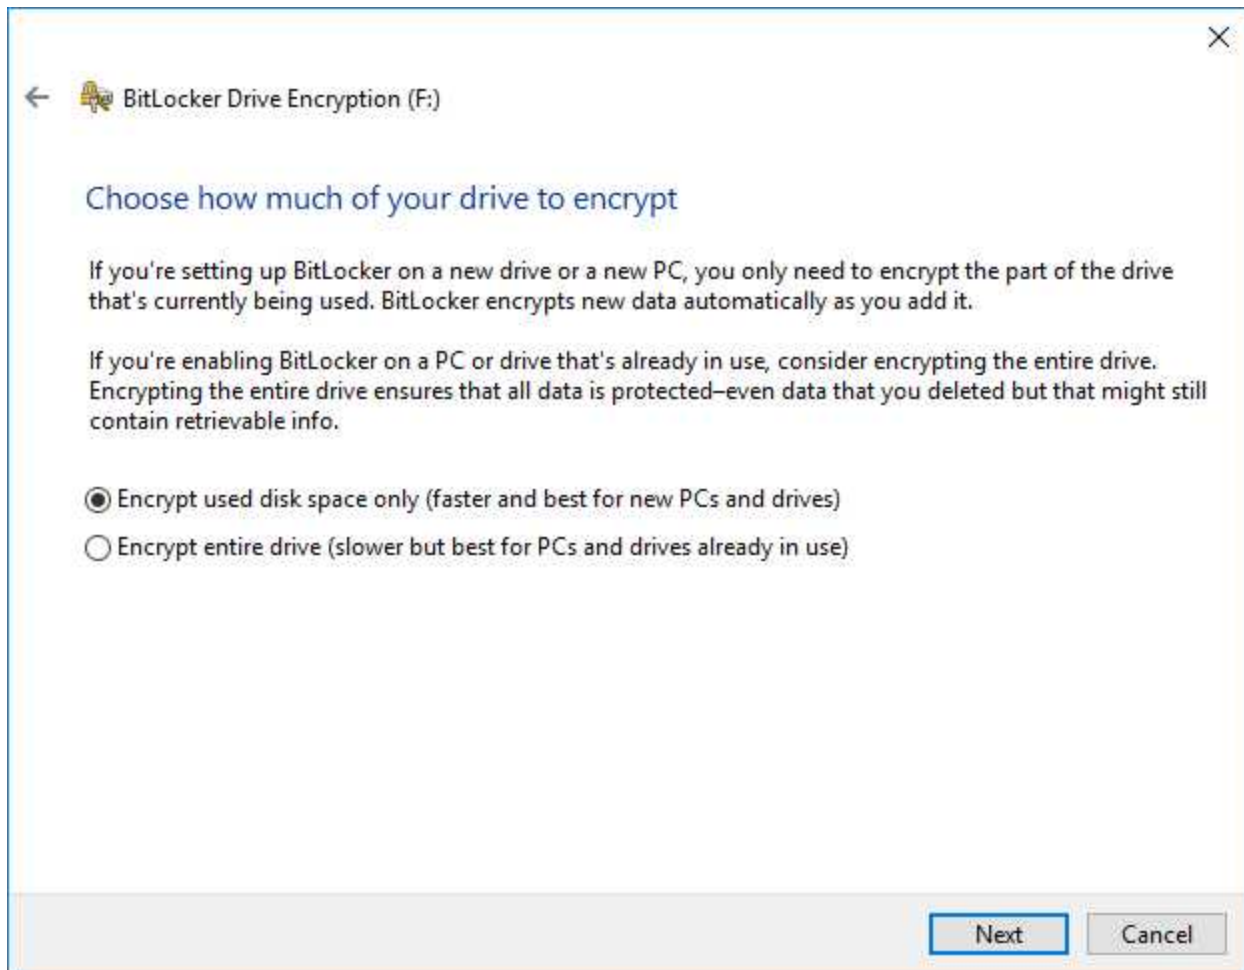 BitLocker Drive Encryption (F:)
Choose how much of your drive to encrypt
If you're setting up BitLocker on a new drive or a new PC, you only need to encrypt the part of the drive
that's currently being used. BitLocker encrypts new data automatically as you add it.
If you're enabling BitLocker on a PC or drive that's already in use, consider encrypting the entire drive.
Encrypting the entire drive ensures that all data is protected–even data that you deleted but that might still
contain retrievable info.
Encrypt used disk space only (faster and best for new PCs and drives)
Encrypt entire drive (slower but best for PCs and drives already in use)
Next Cancel